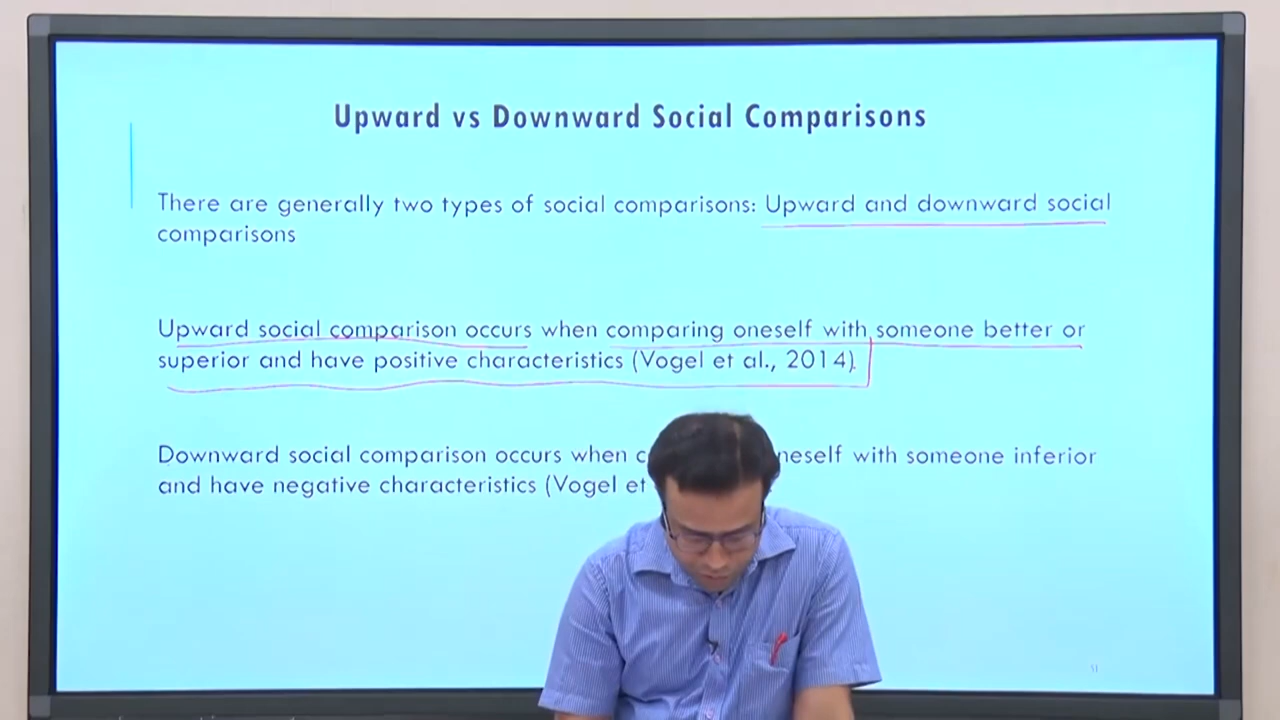 Upward vs Downward Social Comparisons
There are generally two types of social comparisons: Upward and downward social
comparisons
Upward social comparison occurs when comparing oneself with someone better or
superior and have positive characteristics (Vogel et al., 2014).
Downward social comparison occurs when c neself with someone inferior
and have negative characteristics (Vogel et